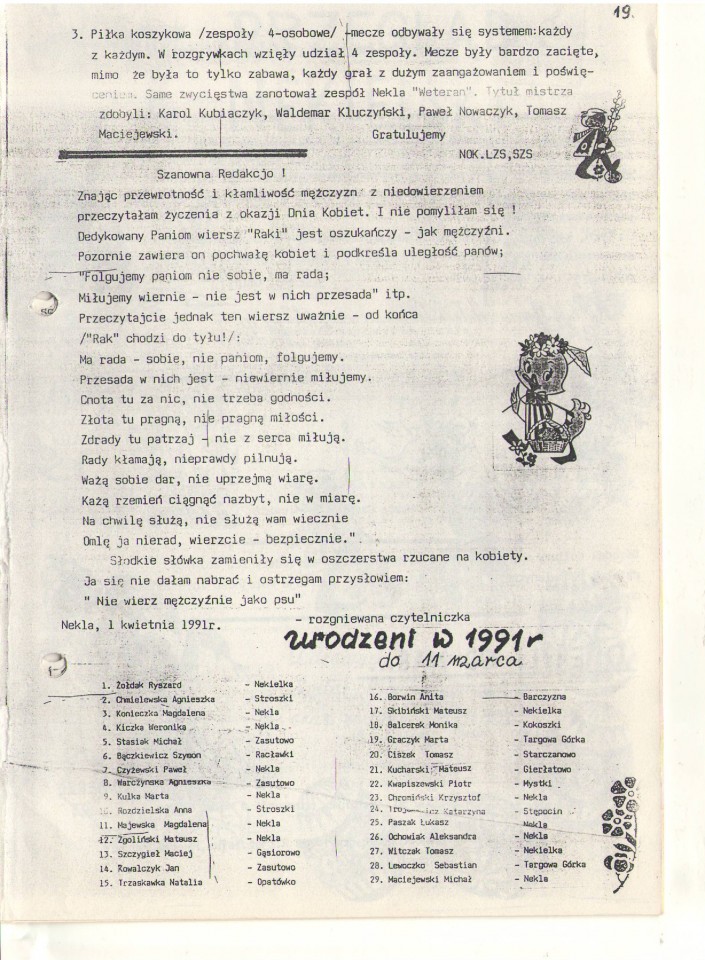 19.
3. Piłka koszykowa /zespoły 4-osobowe/ -mecze odbywały się systemem:każdy
z każdym. W rozgrywkach wzięły udział 4 zespoły. Mecze były bardzo zacięte,
mimo że była to tylko zabawa, każdy grał z dużym zaangażowaniem i poświę-
ceniem. Same zwycięstwa zanotował zespół Nekla "Weteran". Tytuł mistrza
zdobyli: Karol Kubiaczyk, Waldemar Kluczyński, Paweł Nowaczyk, Tomasz
Maciejewski. Gratulujemy
NOK.LZS,SZS
Szanowna Redakcjo !
Znając przewrotność i kłamliwość mężczyzn z niedowierzeniem
przeczytałam życzenia z okazji Dnia Kobiet. I nie pomyliłam się !
Dedykowany Paniom wiersz "Raki" jest oszukańczy - jak mężczyźni.
Pozornie zawiera on pochwałę kobiet i podkreśla uległość panów;
"Folgujemy paniom nie sobie, ma rada;
Miłujemy wiernie - nie jest w nich przesada" itp.
Przeczytajcie jednak ten wiersz uważnie - od końca
/"Rak" chodzi do tyłu!/:
Ma rada - sobie, nie paniom, folgujemy.
Przesada w nich jest - niewiernie miłujemy.
Cnota tu za nic, nie trzeba godności.
Złota tu pragną, nie pragną miłości.
Zdrady tu patrzaj - nie z serca miłują.
Rady kłamają, nieprawdy pilnują.
Ważą sobie dar, nie uprzejmą wiarę.
Każą rzemień ciągnąć nazbyt, nie w miarę.
Na chwilę służą, nie służą wam wiecznie
Omlę ja nierad, wierzcie - bezpiecznie.".
Słodkie słówka zamieniły się w oszczerstwa rzucane na kobiety.
Ja się nie dałam nabrać i ostrzegam przysłowiem:
" Nie wierz mężczyźnie jako psu"
- rozgniewana czytelniczka
Nekla, 1 kwietnia 1991r.
urodzeni w 1991r
do 11 marca
1. Żołdak Ryszard - Nekielka
2. Chmielewska Agnieszka - Stroszki
3. Konieczka Magdalena - Nekla
4. Kiczka Weronika - Nekla
5. Stasiak Michał - Zasutowo
6. Bączkiewicz Szymon - Racławki
7. Czyżewski Paweł - Nekla
8. Warczyńska Agnieszka - Zasutowo
9. Kulka Marta - Nekla
10. Rozdzielska Anna - Stroszki
11. Majewska Magdalena - Nekla
12. Zgoliński Mateusz - Nekla
13. Szczygieł Maciej - Gąsiorowo
14. Kowalczyk Jan - Zasutowo
15. Trzaskawka Natalia - Opatówko
16. Borwin Anita - Barczyzna
17. Skibiński Mateusz - Nekielka
18. Balcerek Monika - Kokoszki
19. Graczyk Marta - Targowa Górka
20. Ciszek Tomasz - Starczanowo
21. Kucharski Mateusz - Gierłatowo
22. Kwapiszewski Piotr - Mystki
23. Chromiński Krzysztof - Nekla
24. Katarzyna - Stępocin
25. Paszak Łukasz - Nekla
26. Ochowiak Aleksandra - Nekla
27. Witczak Tomasz - Nekielka
28. Lewoczko Sebastian - Targowa Górka
29. Maciejewski Michał - Nekla